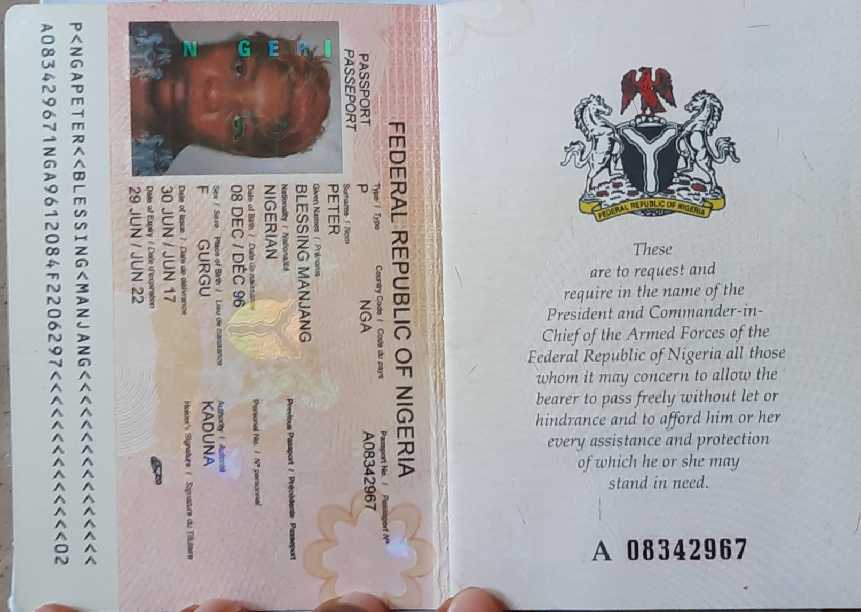 FEDERAL REPUBLIC OF NIGERIA
PASSPORT
PASSEPORT
Type / Type
Country Code / Code du pays
Passport No. / Passeport N°
P
NGA
A08342967
Surname / Nom
PETER
Given Names / Prénoms
BLESSING MANJANG
Nationality / Nationalité
Previous Passport / Précédente Passeport
NIGERIAN
Date of Birth / Date de naissance
Personal No. / N° personnel
08 DEC / DÉC 96
Sex / Sexe
Place of Birth / Lieu de naissance
Authority / Autorité
F
GURGU
KADUNA
Date of Issue / Date de délivrance
Holder's Signature / Signature du Titulaire
30 JUN / JUN 17
Date of Expiry / Date d'expiration
29 JUN / JUN 22
P<NGAPETER<<BLESSING<MANJANG<<<<<<<<<<<<<<<<
A083429671NGA9612084F2206297<<<<<<<<<<<<<<02
FEDERAL REPUBLIC OF NIGERIA
These
are to request and
require in the name of the
President and Commander-in-
Chief of the Armed Forces of the
Federal Republic of Nigeria all those
whom it may concern to allow the
bearer to pass freely without let or
hindrance and to afford him or her
every assistance and protection
of which he or she may
stand in need.
A 08342967